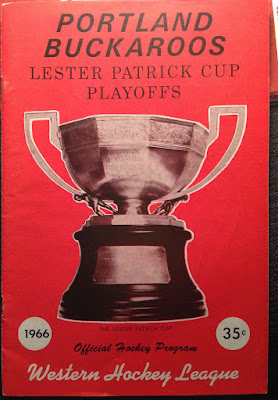 PORTLAND
BUCKAROOS
LESTER PATRICK CUP
PLAYOFFS
THE LESTER PATRICK CUP
1966
35¢
Official Hockey Program
Western Hockey League